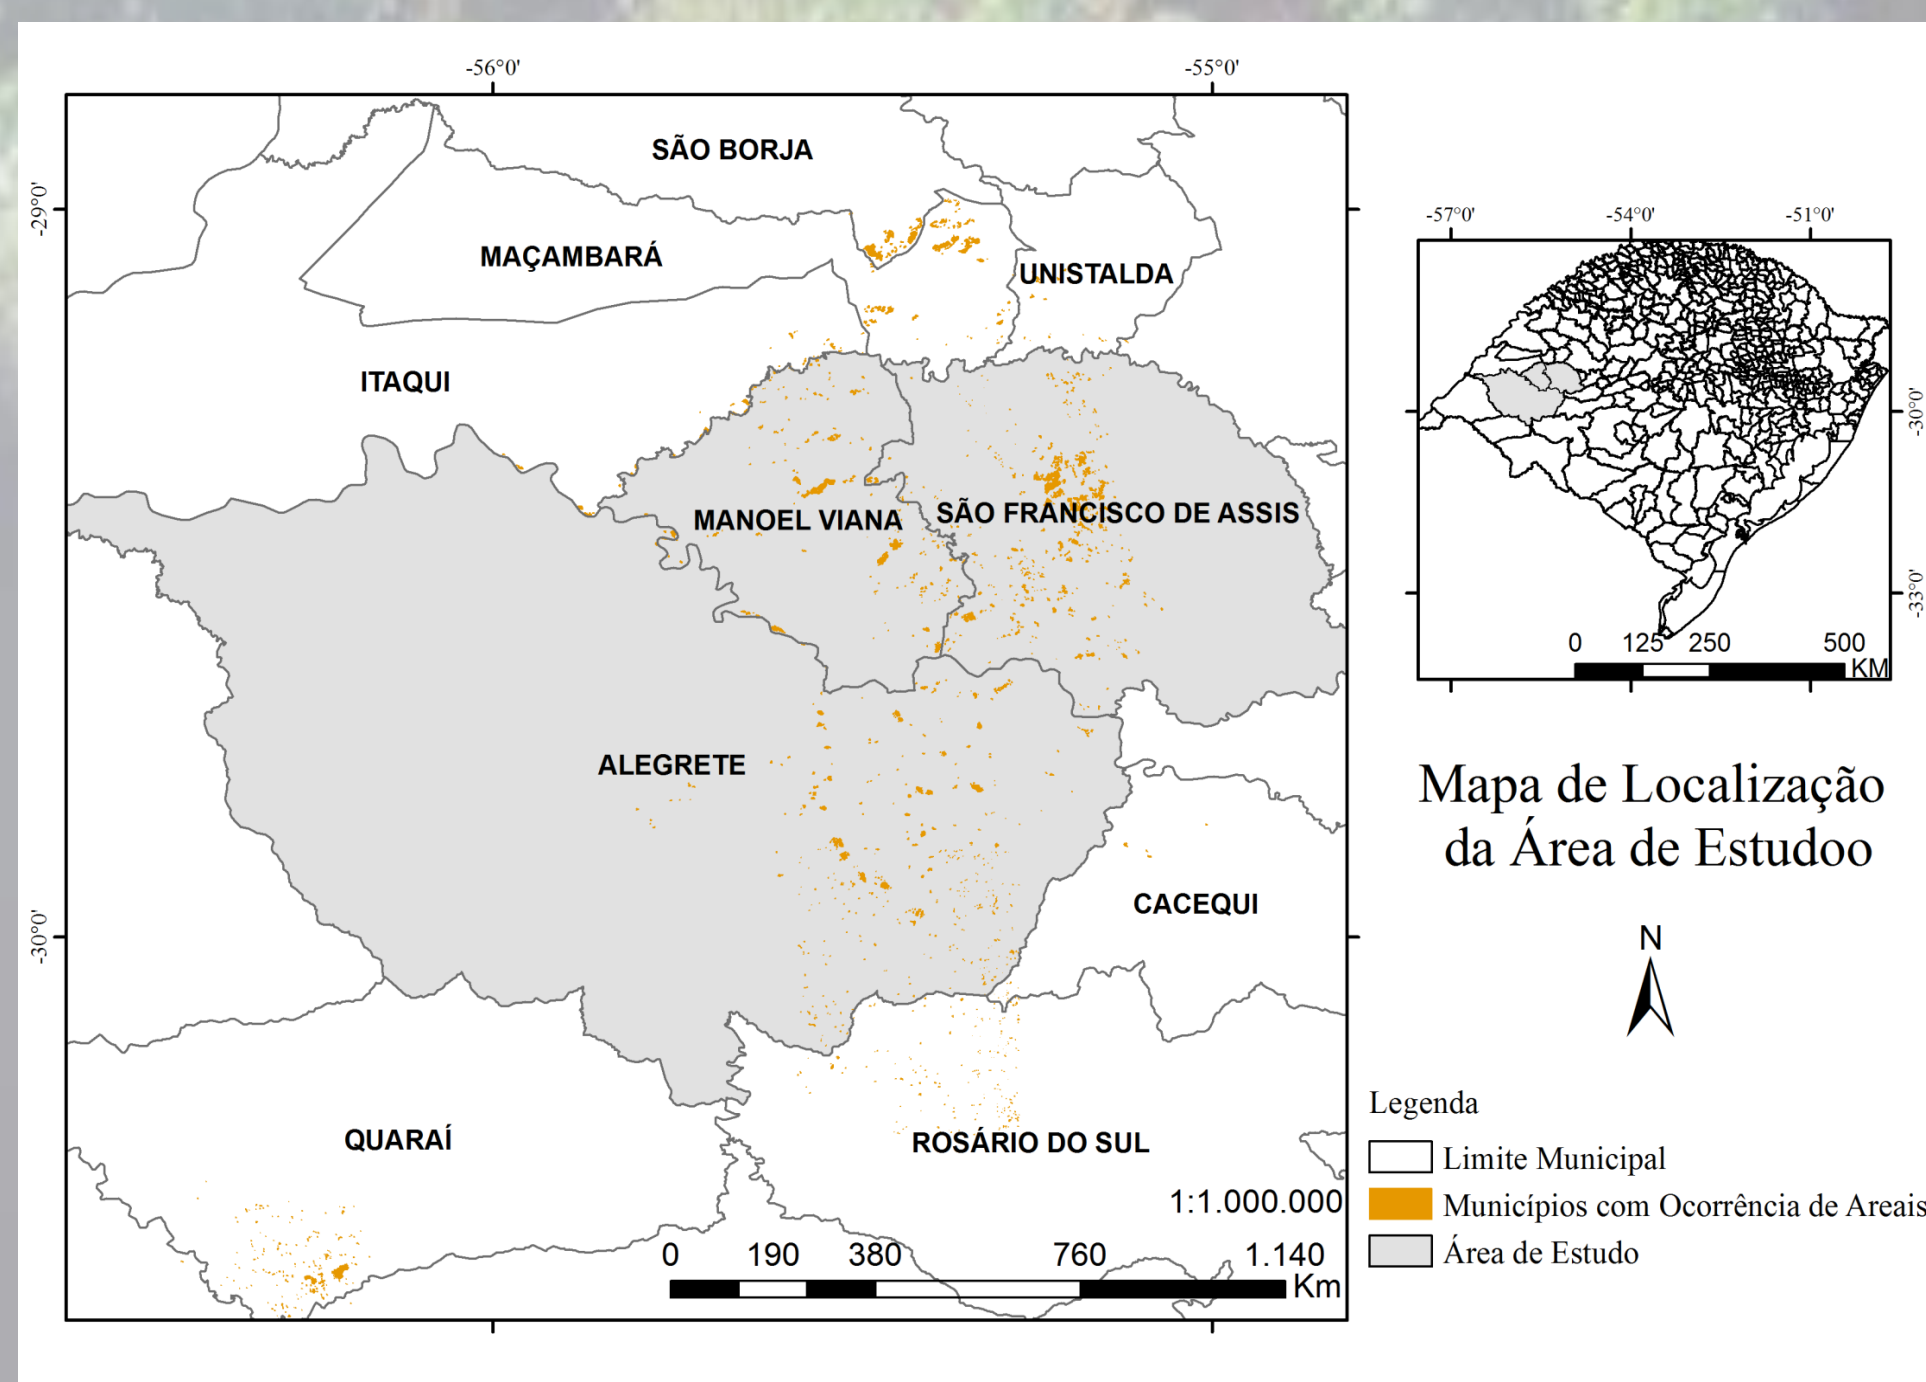 -56°0'
-55°0'
-29°0'
-30°0'
SÃO BORJA
MAÇAMBARÁ
UNISTALDA
ITAQUI
MANOEL VIANA
SÃO FRANCISCO DE ASSIS
ALEGRETE
CACEQUI
QUARAÍ
ROSÁRIO DO SUL
1:1.000.000
0 190 380 760 1.140
Km
-57°0'
-54°0'
-51°0'
-30°0'
-33°0'
0 125 250 500
KM
Mapa de Localização
da Área de Estudoo
N
Legenda
Limite Municipal
Municípios com Ocorrência de Areais
Área de Estudo